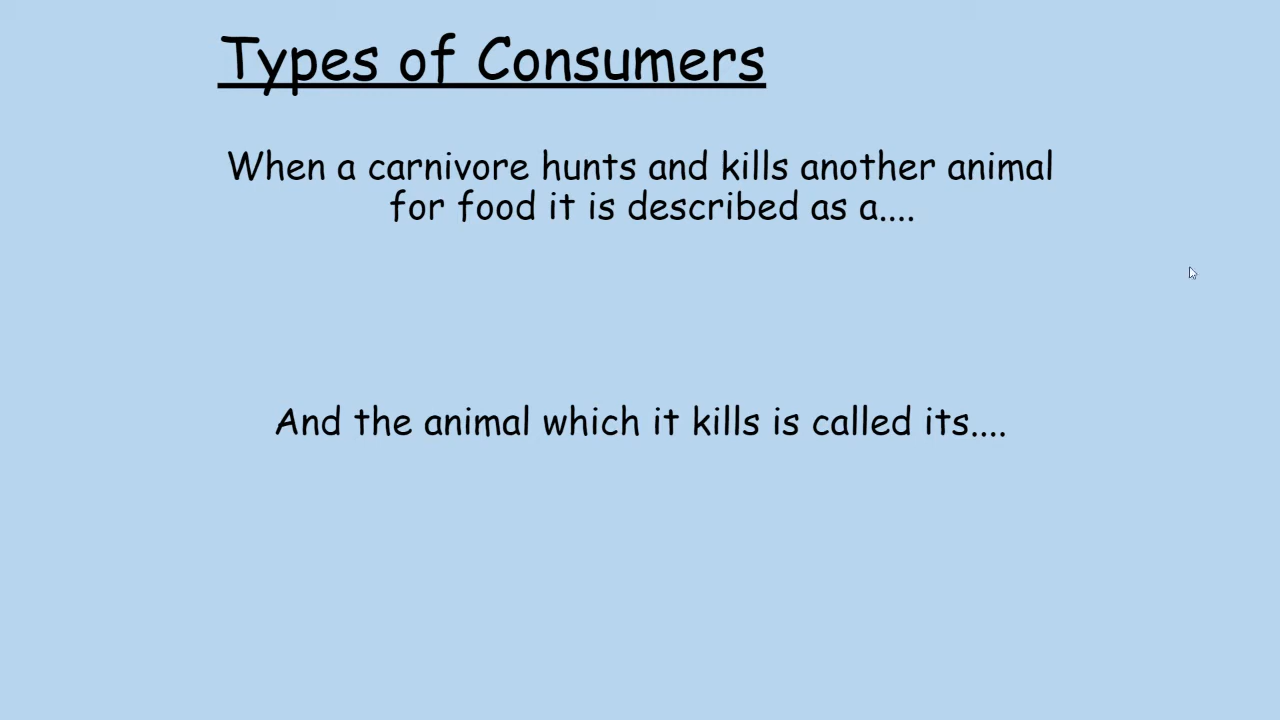 Types of Consumers
When a carnivore hunts and kills another animal
for food it is described as a....
And the animal which it kills is called its....